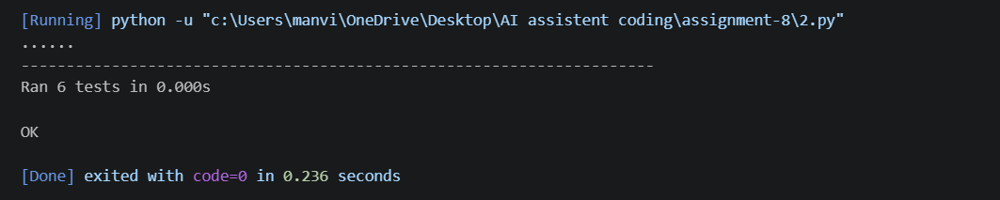 [Running] python -u "c:\Users\manvi\OneDrive\Desktop\AI assistent coding\assignment-8\2.py"
......
----------------------------------------------------------------------
Ran 6 tests in 0.000s
OK
[Done] exited with code=0 in 0.236 seconds